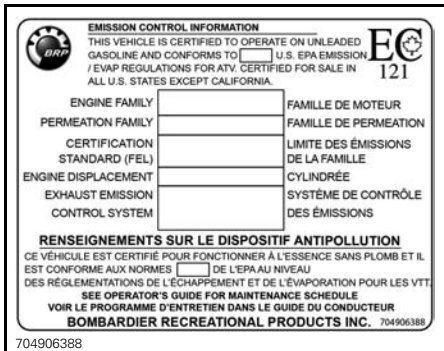 EMISSION CONTROL INFORMATION
THIS VEHICLE IS CERTIFIED TO OPERATE ON UNLEADED
GASOLINE AND CONFORMS TO U.S. EPA EMISSION
/ EVAP REGULATIONS FOR ATV. CERTIFIED FOR SALE IN
ALL U.S. STATES EXCEPT CALIFORNIA.
BRP
EC
121
ENGINE FAMILY FAMILLE DE MOTEUR
PERMEATION FAMILY FAMILLE DE PERMEATION
CERTIFICATION LIMITE DES ÉMISSIONS
STANDARD (FEL) DE LA FAMILLE
ENGINE DISPLACEMENT CYLINDRÉE
EXHAUST EMISSION SYSTÈME DE CONTRÔLE
CONTROL SYSTEM DES ÉMISSIONS
RENSEIGNEMENTS SUR LE DISPOSITIF ANTIPOLLUTION
CE VÉHICULE EST CERTIFIÉ POUR FONCTIONNER À L'ESSENCE SANS PLOMB ET IL
EST CONFORME AUX NORMES DE L'EPA AU NIVEAU
DES RÉGLEMENTATIONS DE L'ÉCHAPPEMENT ET DE L'ÉVAPORATION POUR LES VTT.
SEE OPERATOR'S GUIDE FOR MAINTENANCE SCHEDULE
VOIR LE PROGRAMME D'ENTRETIEN DANS LE GUIDE DU CONDUCTEUR
BOMBARDIER RECREATIONAL PRODUCTS INC. 704906388
704906388